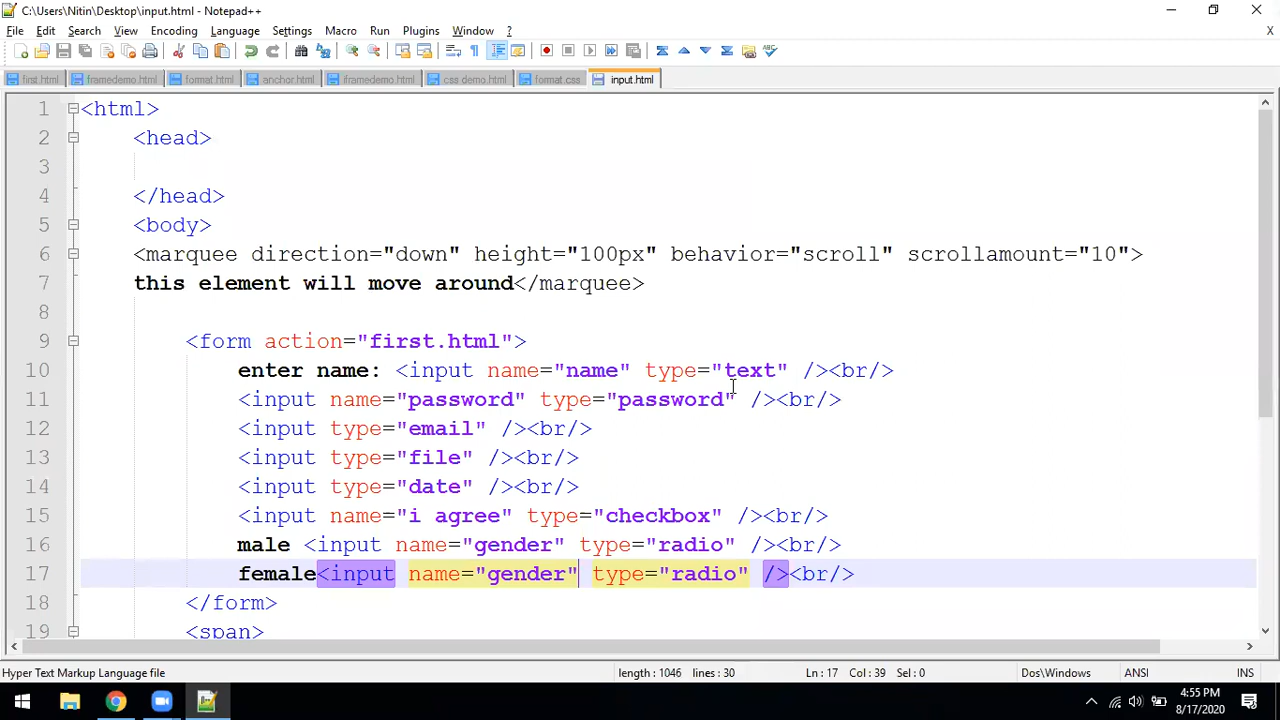 C:\Users\Nitin\Desktop\input.html - Notepad++
File Edit Search View Encoding Language Settings Macro Run Plugins Window ? X
first.html framedemo.html format.html anchor.html iframedemo.html css demo.html format.css input.html
1 <html>
2 <head>
3
4 </head>
5 <body>
6 <marquee direction="down" height="100px" behavior="scroll" scrollamount="10">
7 this element will move around</marquee>
8
9 <form action="first.html">
10 enter name: <input name="name" type="text" /><br/>
11 <input name="password" type="password" /><br/>
12 <input type="email" /><br/>
13 <input type="file" /><br/>
14 <input type="date" /><br/>
15 <input name="i agree" type="checkbox" /><br/>
16 male <input name="gender" type="radio" /><br/>
17 female<input name="gender" type="radio" /><br/>
18 </form>
19 <span>
Hyper Text Markup Language file length : 1046 lines : 30 Ln : 17 Col : 39 Sel : 0 Dos\Windows ANSI INS
4:55 PM
8/17/2020